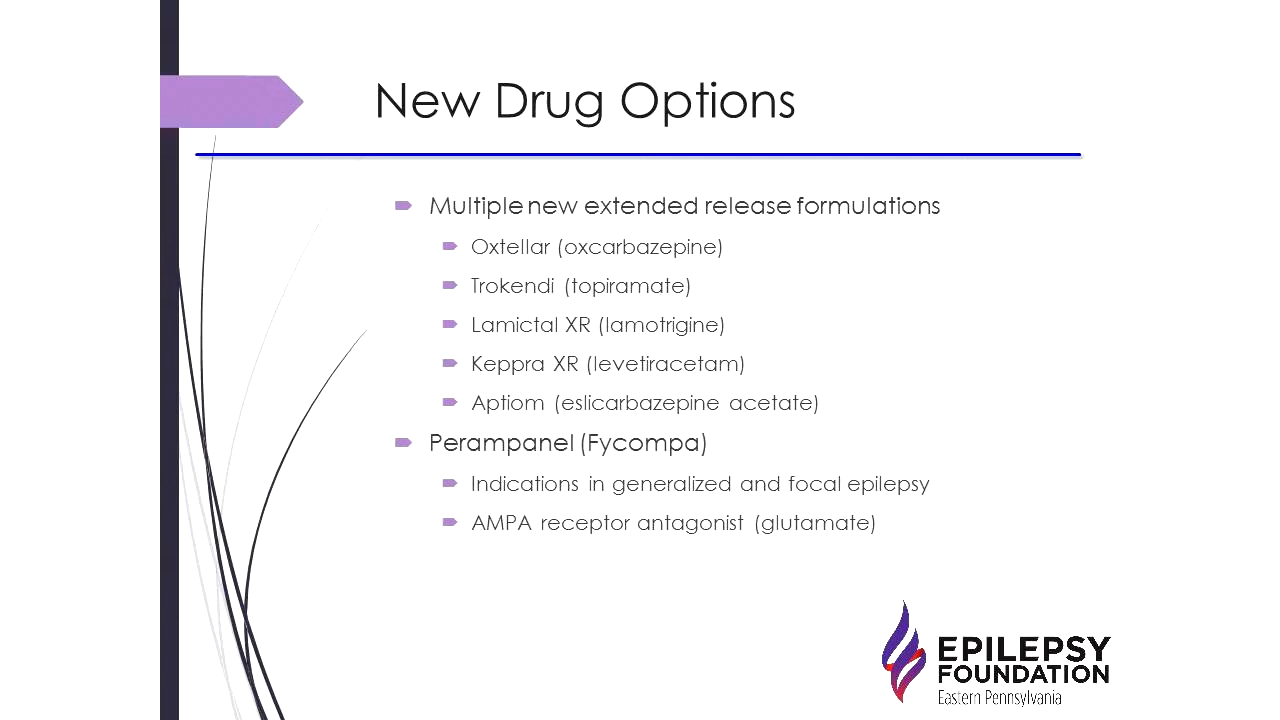 New Drug Options
Multiple new extended release formulations
Oxtellar (oxcarbazepine)
Trokendi (topiramate)
Lamictal XR (lamotrigine)
Keppra XR (levetiracetam)
Aptiom (eslicarbazepine acetate)
Perampanel (Fycompa)
Indications in generalized and focal epilepsy
AMPA receptor antagonist (glutamate)
EPILEPSY
FOUNDATION
Eastern Pennsylvania